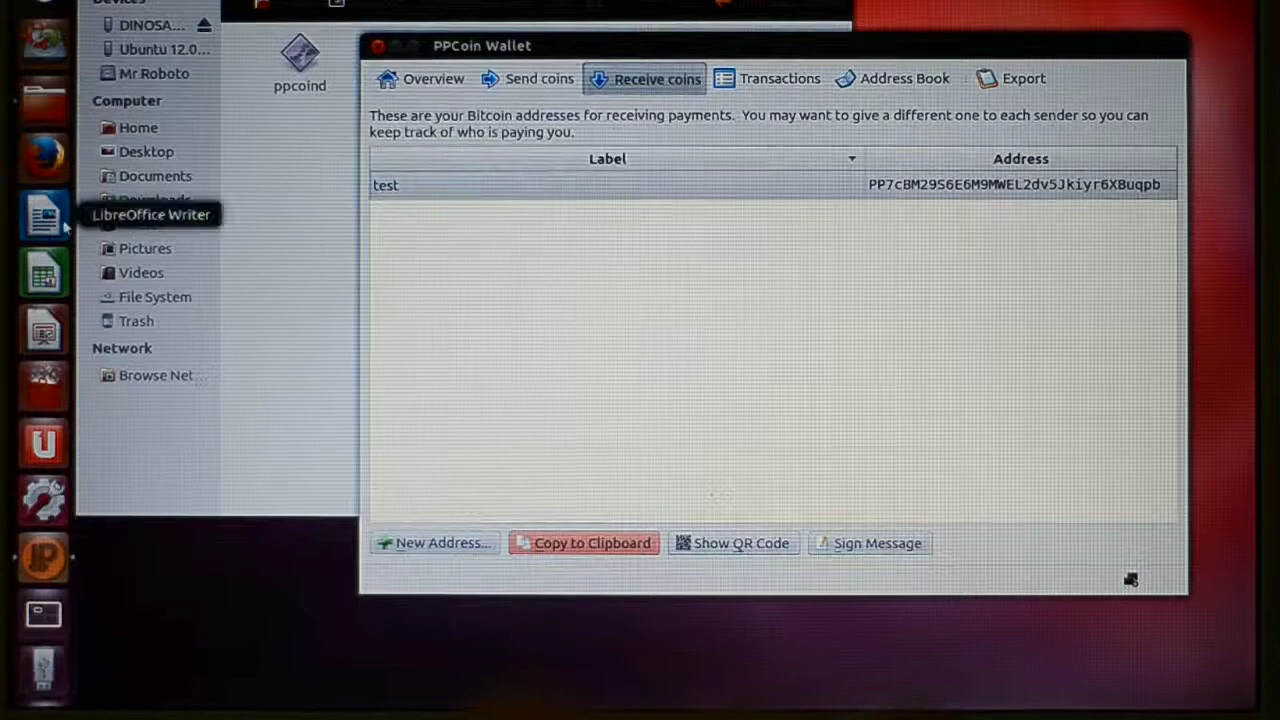 Devices
DINOSA...
Ubuntu 12.0...
Mr Roboto
Computer
Home
Desktop
Documents
Downloads
LibreOffice Writer
Pictures
Videos
File System
Trash
Network
Browse Net...
ppcoind
PPCoin Wallet
Overview
Send coins
Receive coins
Transactions
Address Book
Export
These are your Bitcoin addresses for receiving payments. You may want to give a different one to each sender so you can
keep track of who is paying you.
Label
Address
test
PP7cBM29S6E6M9MWEL2dv5Jkiyr6XBuqpb
New Address...
Copy to Clipboard
Show QR Code
Sign Message